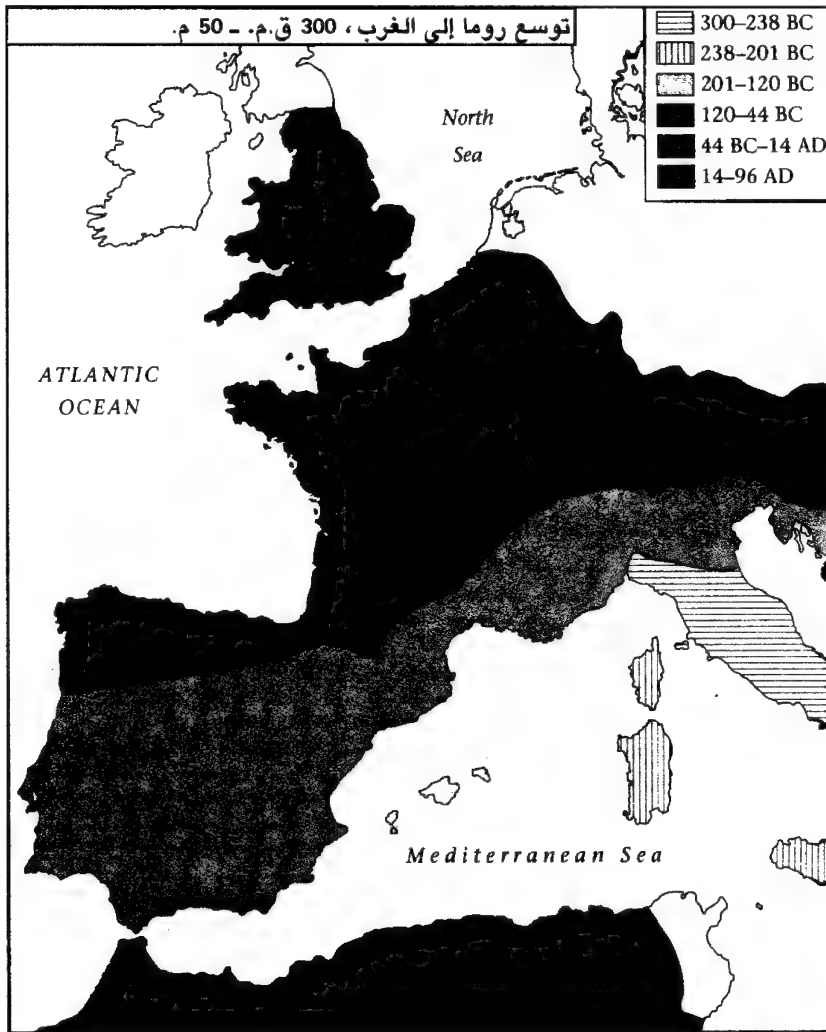 توسع روما إلى الغرب، 300 ق.م. ـ 50 م.
300–238 BC
238–201 BC
201–120 BC
120–44 BC
44 BC–14 AD
14–96 AD
North
Sea
ATLANTIC
OCEAN
Mediterranean Sea